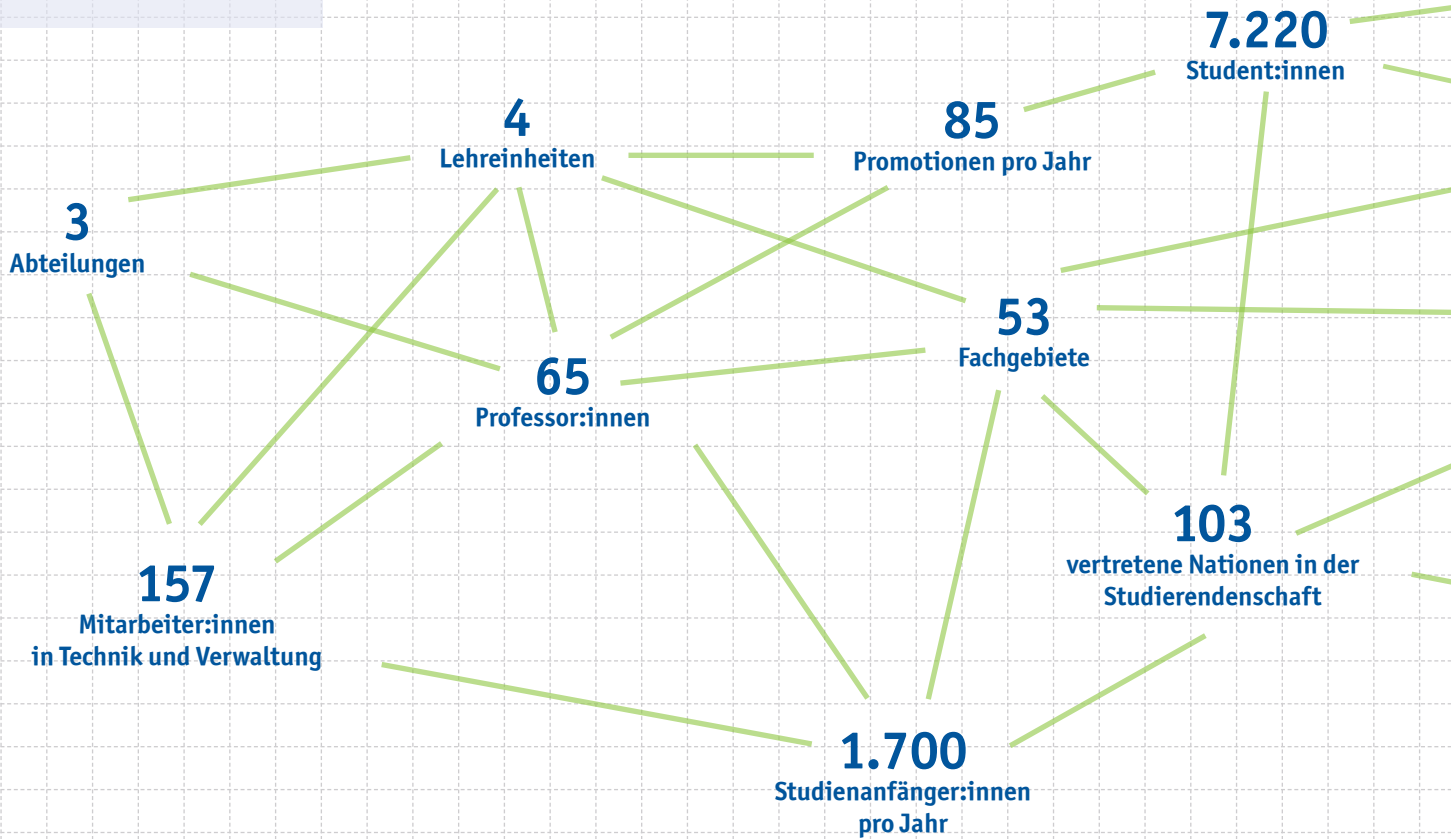 7.220
Student:innen
4
Lehreinheiten
85
Promotionen pro Jahr
3
Abteilungen
53
Fachgebiete
65
Professor:innen
103
vertretene Nationen in der
Studierendenschaft
157
Mitarbeiter:innen
in Technik und Verwaltung
1.700
Studienanfänger:innen
pro Jahr